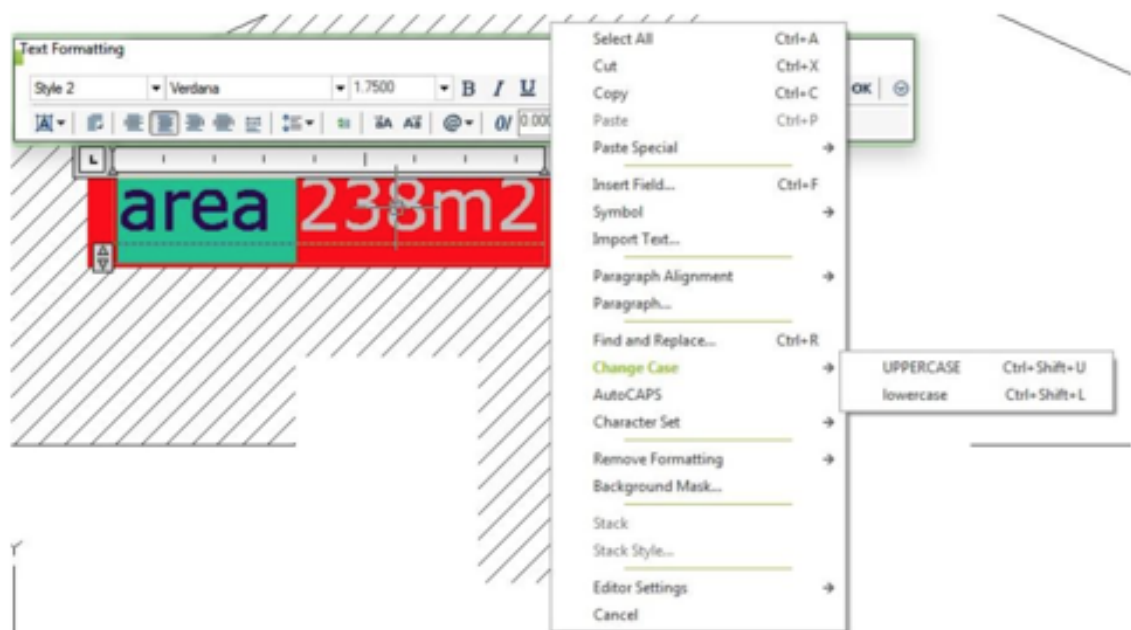 Text Formatting
Style 2 Verdana 1.7500 B I U OK
0/ 0.000
area 238m2
Select All Ctrl+A
Cut Ctrl+X
Copy Ctrl+C
Paste Ctrl+P
Paste Special
Insert Field... Ctrl+F
Symbol
Import Text...
Paragraph Alignment
Paragraph...
Find and Replace... Ctrl+R
Change Case
UPPERCASE Ctrl+Shift+U
lowercase Ctrl+Shift+L
AutoCAPS
Character Set
Remove Formatting
Background Mask...
Stack
Stack Style...
Editor Settings
Cancel